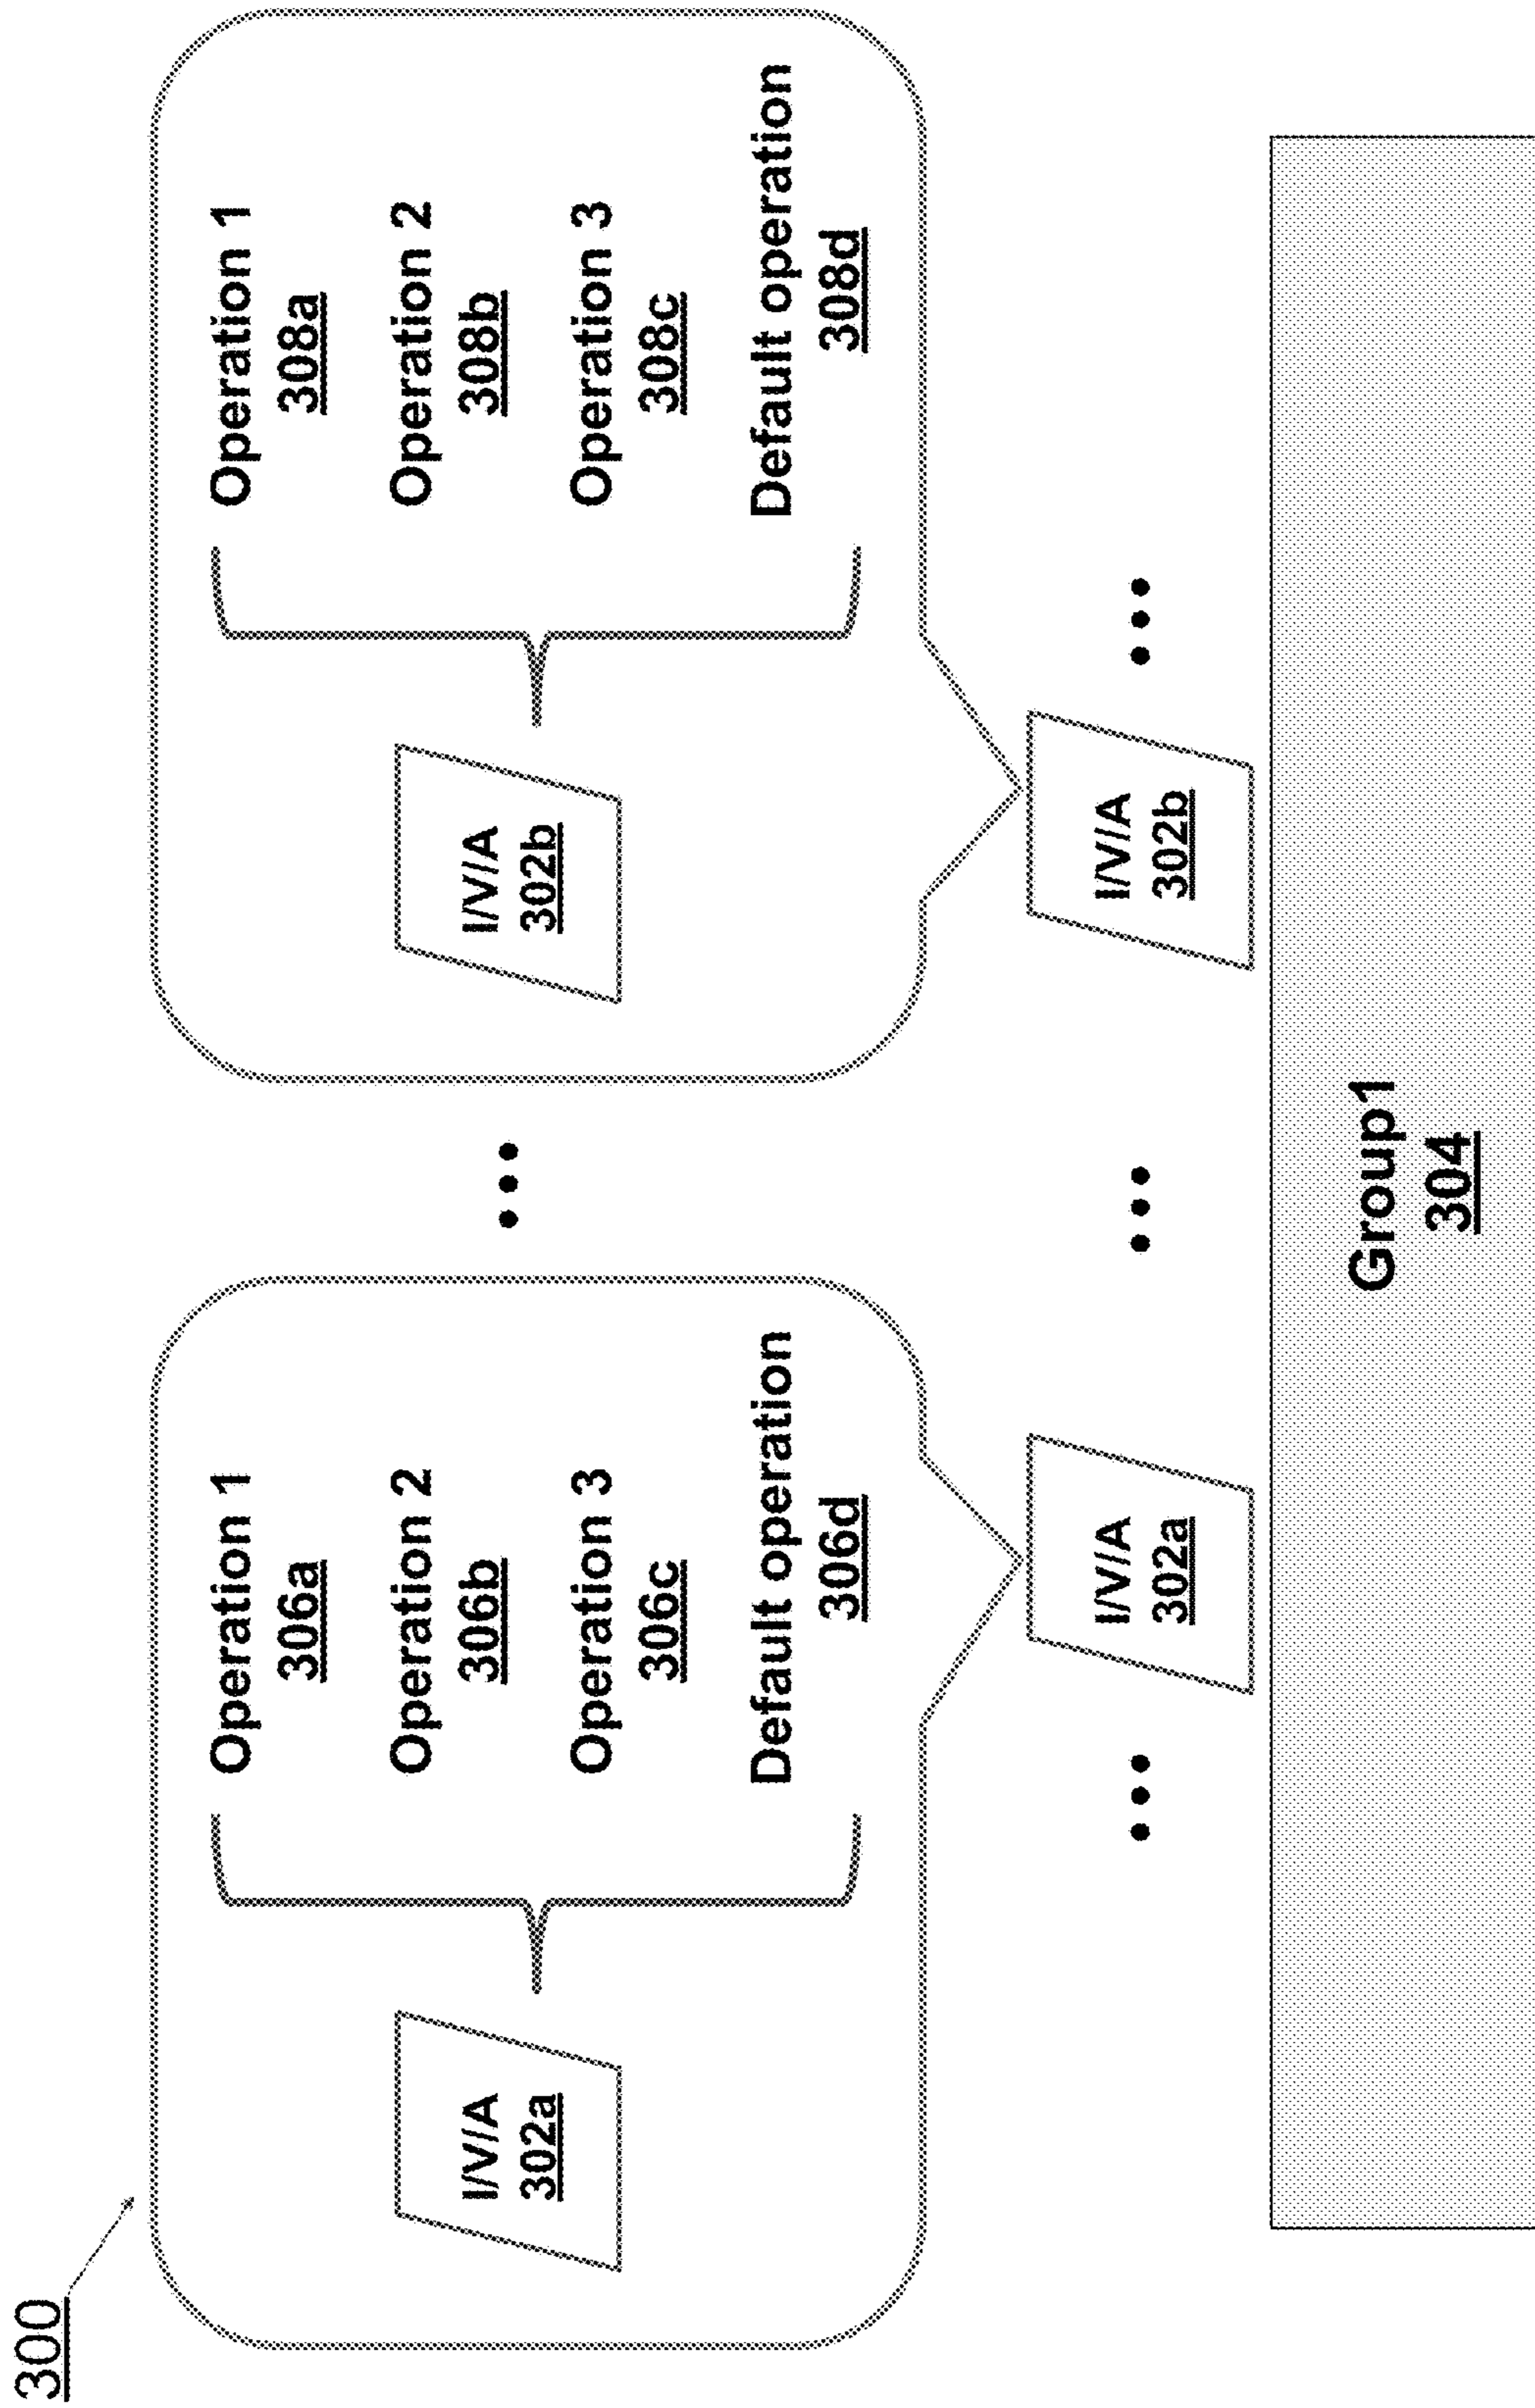 300
I/V/A
302a
Operation 1
306a
Operation 2
306b
Operation 3
306c
Default operation
306d
I/V/A
302b
Operation 1
308a
Operation 2
308b
Operation 3
308c
Default operation
308d
I/V/A
302a
I/V/A
302b
Group1
304